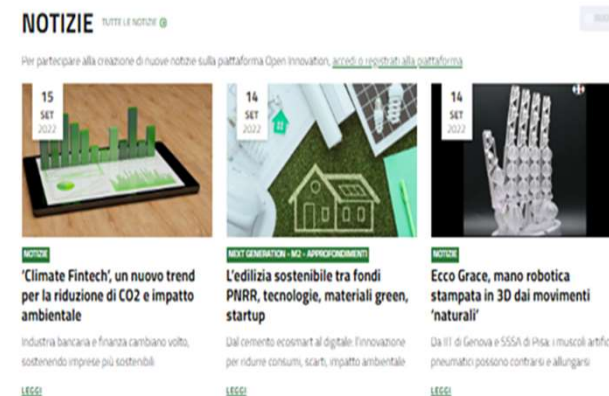 NOTIZIE TUTTE LE NOTIZIE
Per partecipare alla creazione di nuove notizie sulla piattaforma Open Innovation, accedi o registrati alla piattaforma
15
SET
2022
14
SET
2022
14
SET
2022
NOTIZIE
'Climate Fintech', un nuovo trend
per la riduzione di CO2 e impatto
ambientale
Industria bancaria e finanza cambiano volto,
sostenendo imprese più sostenibili
LEGGI
NEXT GENERATION - M2 - APPROFONDIMENTI
L'edilizia sostenibile tra fondi
PNRR, tecnologie, materiali green,
startup
Dal cemento ecosmart al digitale: l'innovazione
per ridurre consumi, scarti, impatto ambientale
LEGGI
NOTIZIE
Ecco Grace, mano robotica
stampata in 3D dai movimenti
'naturali'
Da IIT di Genova e SSSA di Pisa: i muscoli artific
pneumatici possono contrarsi e allungarsi
LEGGI